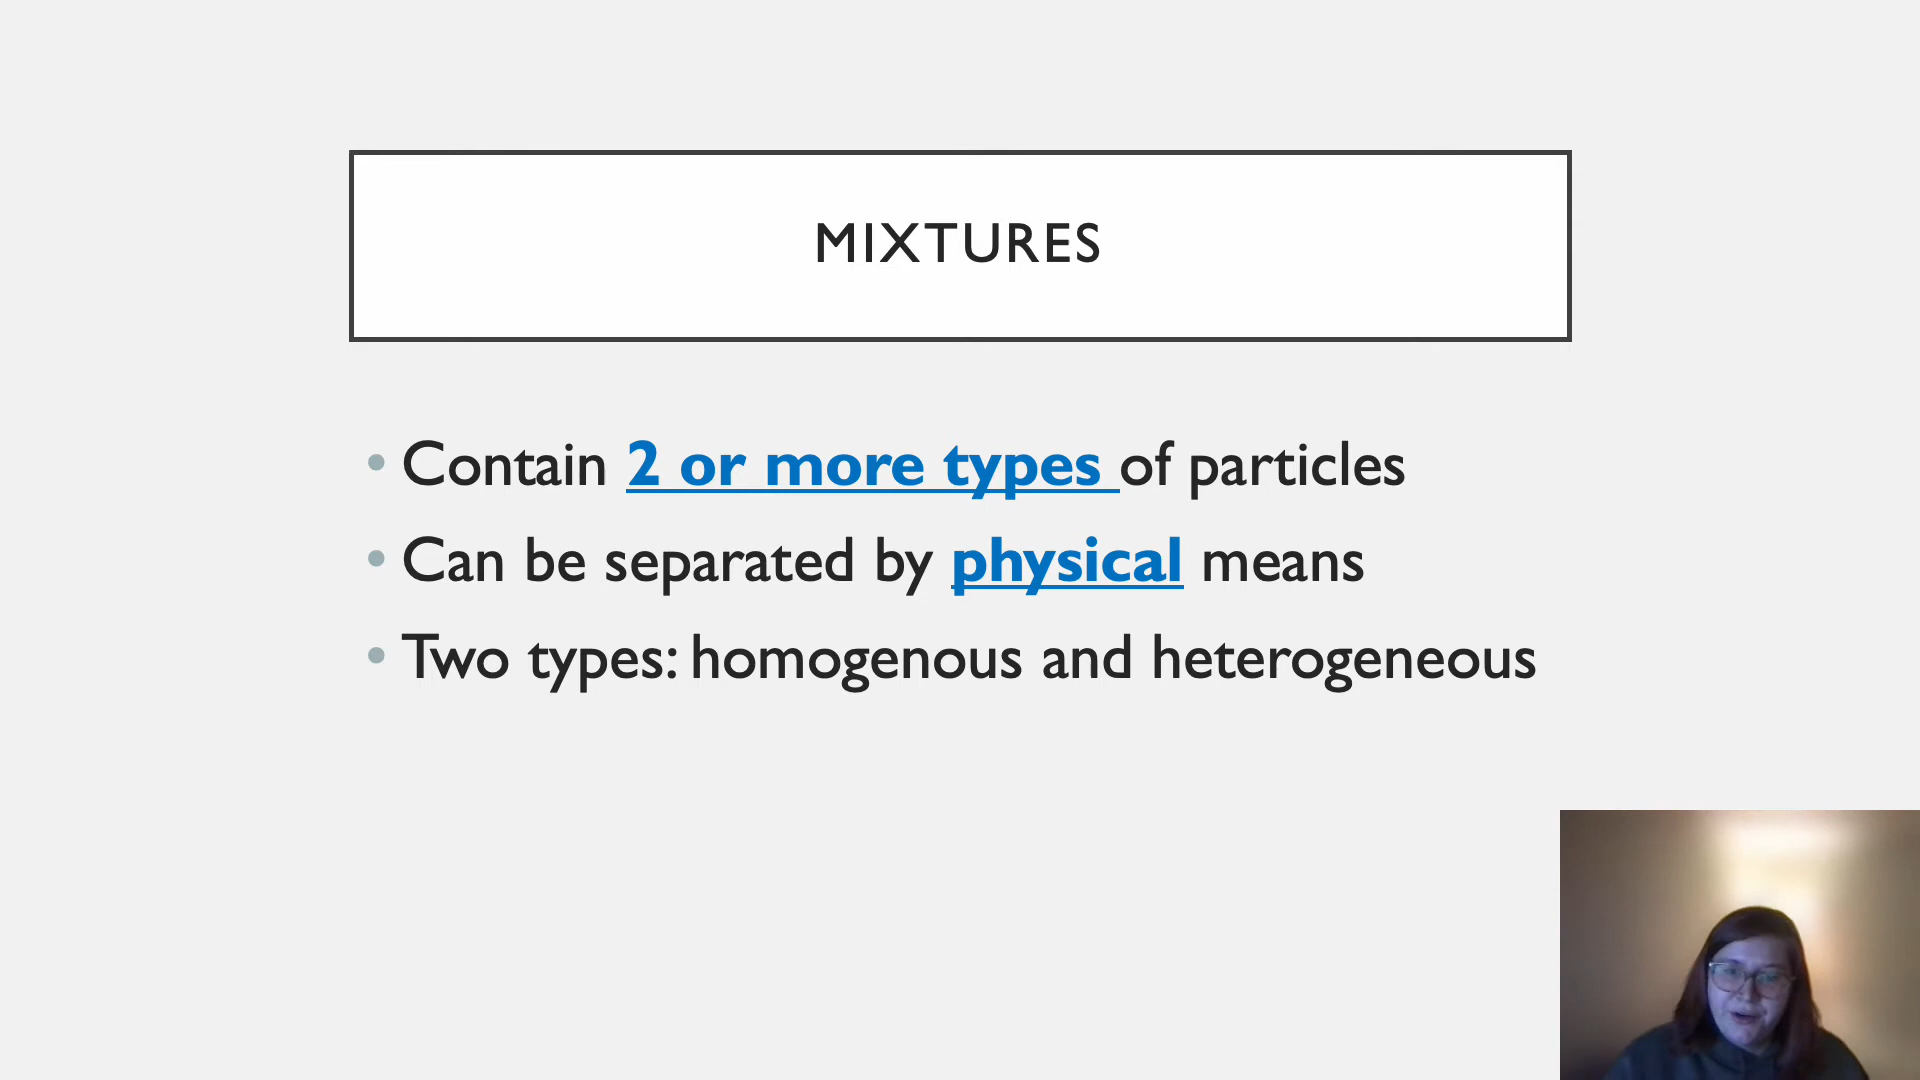 MIXTURES
• Contain 2 or more types of particles
• Can be separated by physical means
• Two types: homogenous and heterogeneous